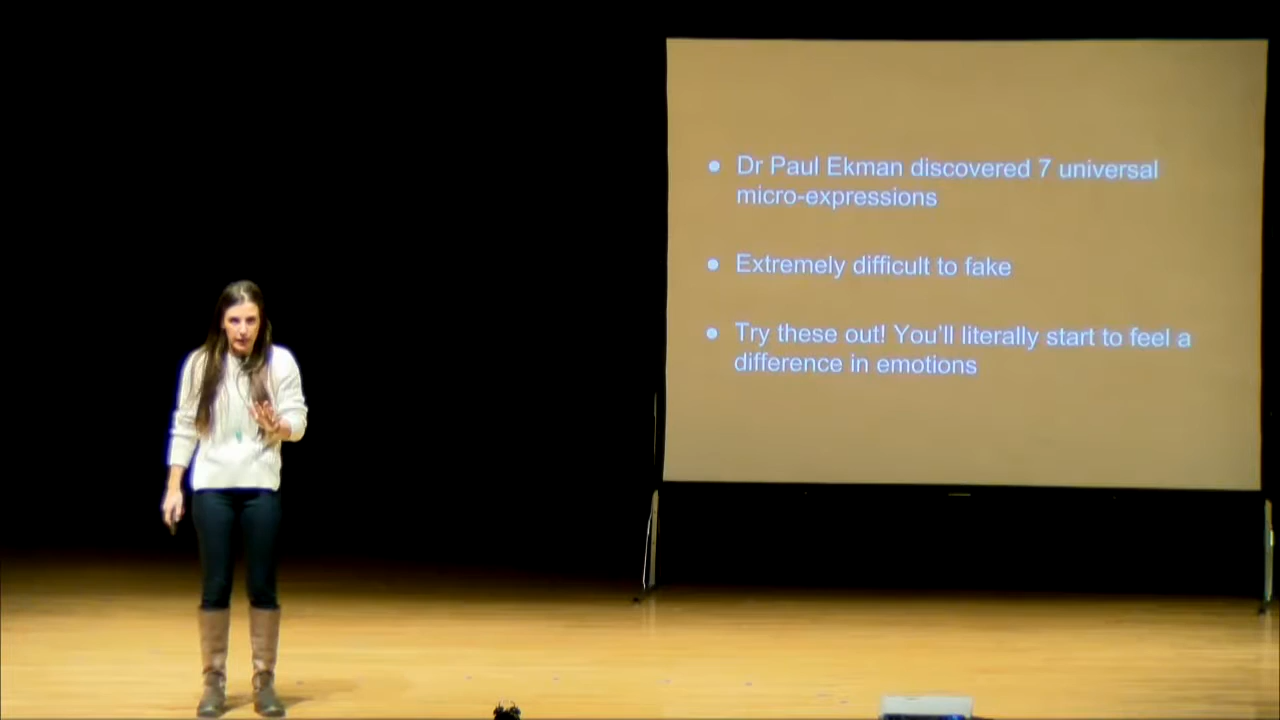 • Dr Paul Ekman discovered 7 universal
micro-expressions
• Extremely difficult to fake
• Try these out! You'll literally start to feel a
difference in emotions